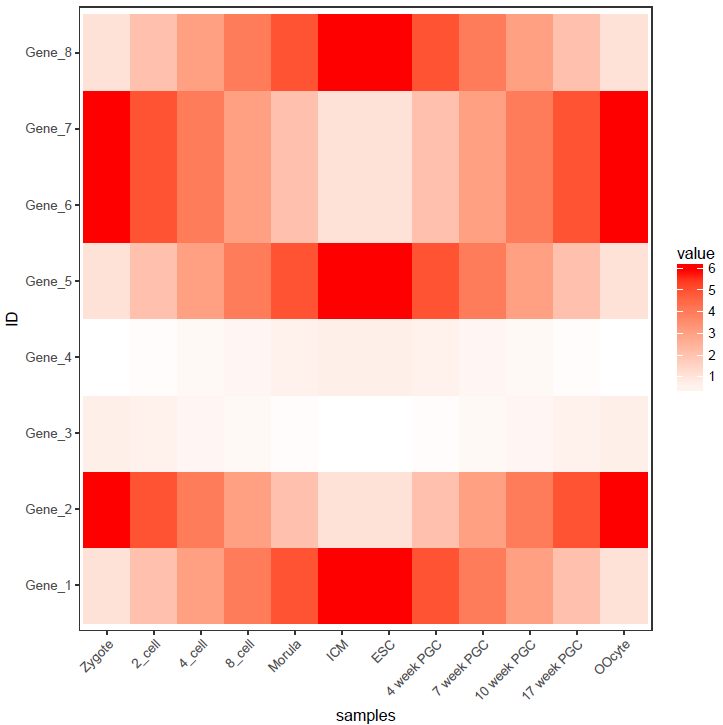 Gene_8
Gene_7
Gene_6
Gene_5
Gene_4
Gene_3
Gene_2
Gene_1
ID
Zygote
2_cell
4_cell
8_cell
Morula
ICM
ESC
4 week PGC
7 week PGC
10 week PGC
17 week PGC
OOcyte
samples
value
6
5
4
3
2
1